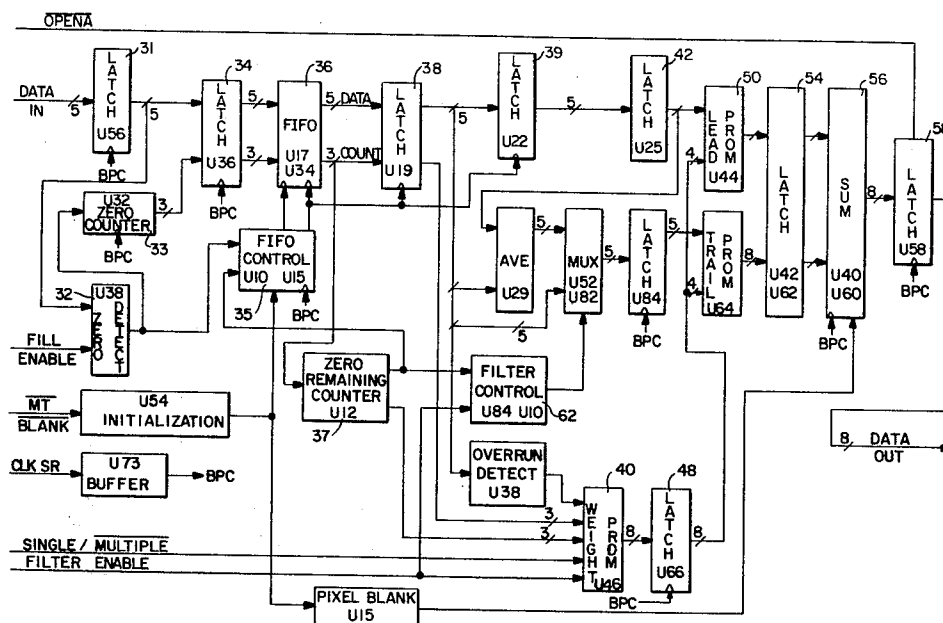 OPENA
31
LATCH
U56
DATA
IN
5
5
BPC
34
LATCH
U36
BPC
5
3
36
FIFO
U17
U34
5 DATA
3 COUNT
38
LATCH
U19
39
LATCH
U22
5
42
LATCH
U25
50
LEAD PROM
U44
4
54
LATCH
U42
U62
56
SUM
U40
U60
BPC
8
58
LATCH
U58
BPC
U32
ZERO
COUNTER
33
3
BPC
FIFO
CONTROL
U10 U15
35
BPC
AVE
U29
5
5
MUX
U52
U82
5
LATCH
U84
BPC
5
4
TRAIL PROM
U64
8
32
U38
ZERO DETECT
FILL
ENABLE
ZERO
REMAINING
COUNTER
U12
37
FILTER
CONTROL
U84 U10
62
MT
BLANK
U54
INITIALIZATION
8 DATA
OUT
CLK SR
U73
BUFFER
BPC
OVERRUN
DETECT
U38
3
3
40
WEIGHT PROM
U46
8
48
LATCH
U66
8
BPC
SINGLE/MULTIPLE
FILTER ENABLE
PIXEL BLANK
U15